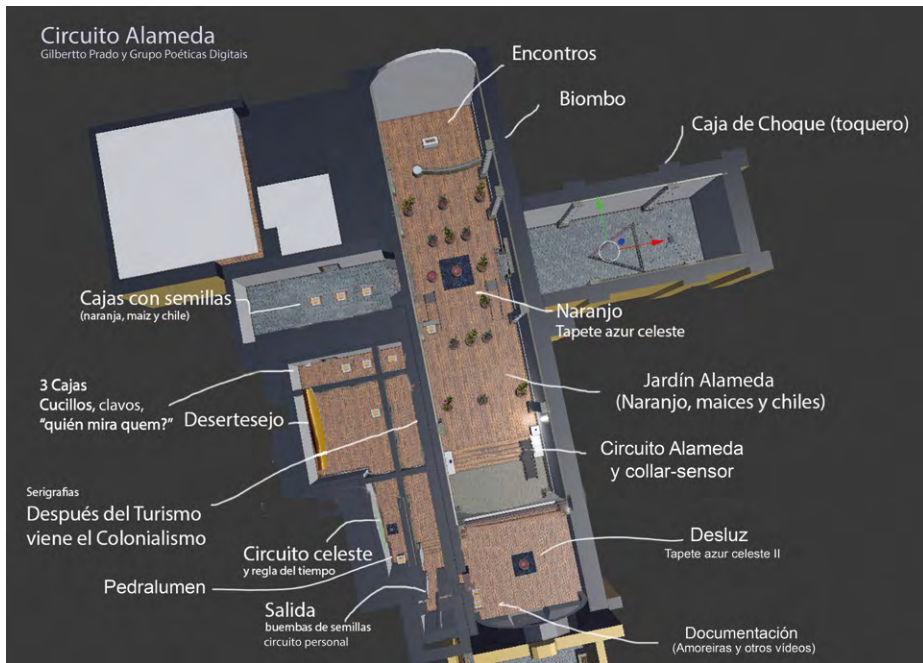 Circuito Alameda
Gilbertto Prado y Grupo Poéticas Digitais
Encontros
Biombo
Caja de Choque (toquero)
Cajas con semillas
(naranja, maiz y chile)
Naranjo
Tapete azur celeste
3 Cajas
Cucillos, clavos,
"quién mira quem?"
Desertesejo
Jardín Alameda
(Naranjo, maices y chiles)
Circuito Alameda
y collar-sensor
Serigrafias
Después del Turismo
viene el Colonialismo
Circuito celeste
y regla del tiempo
Desluz
Tapete azur celeste II
Pedralumen
Salida
buembas de semillas
circuito personal
Documentación
(Amoreiras y otros vídeos)